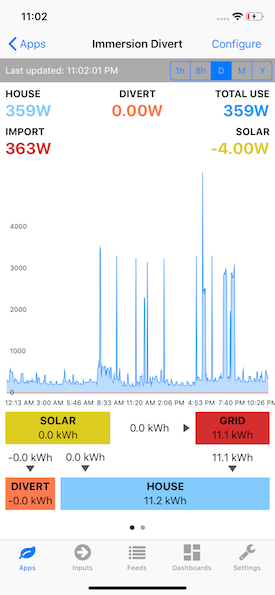 11:02
Apps Immersion Divert Configure
Last updated: 11:02:01 PM 1h 8h D M Y
HOUSE DIVERT TOTAL USE
359W 0.00W 359W
IMPORT SOLAR
363W -4.00W
4000
3000
2000
1000
0
12:13 AM 3:00 AM 5:46 AM 8:33 AM 11:20 AM 2:06 PM 4:53 PM 7:40 PM 10:26 PM
SOLAR 0.0 kWh GRID
0.0 kWh 11.1 kWh
-0.0 kWh 0.0 kWh 11.1 kWh
DIVERT HOUSE
-0.0 kWh 11.2 kWh
Apps Inputs Feeds Dashboards Settings